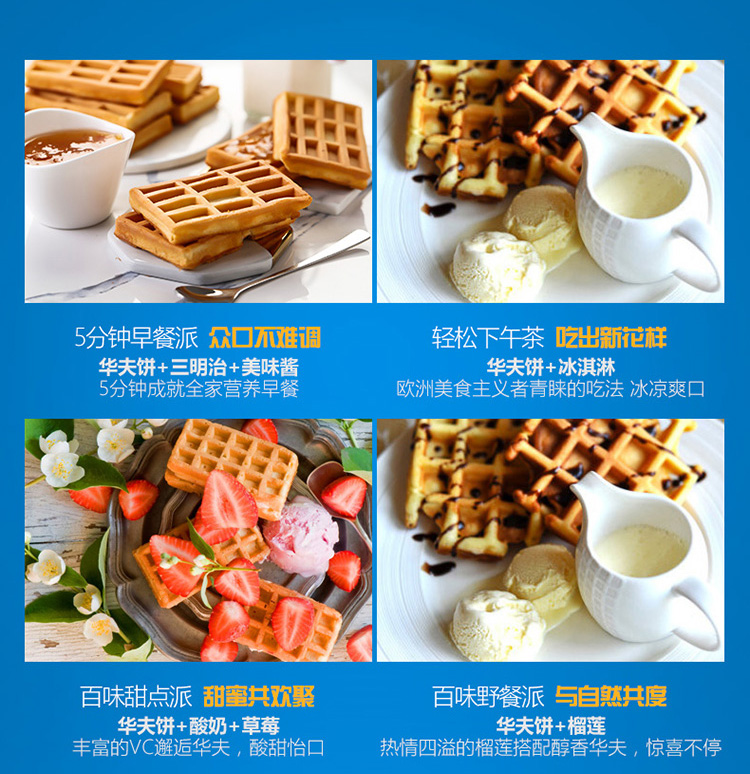 5分钟早餐派 众口不难调
华夫饼+三明治+美味酱
5分钟成就全家营养早餐
轻松下午茶 吃出新花样
华夫饼+冰淇淋
欧洲美食主义者青睐的吃法 冰凉爽口
百味甜点派 甜蜜共欢聚
华夫饼+酸奶+草莓
丰富的VC邂逅华夫，酸甜怡口
百味野餐派 与自然共度
华夫饼+榴莲
热情四溢的榴莲搭配醇香华夫，惊喜不停